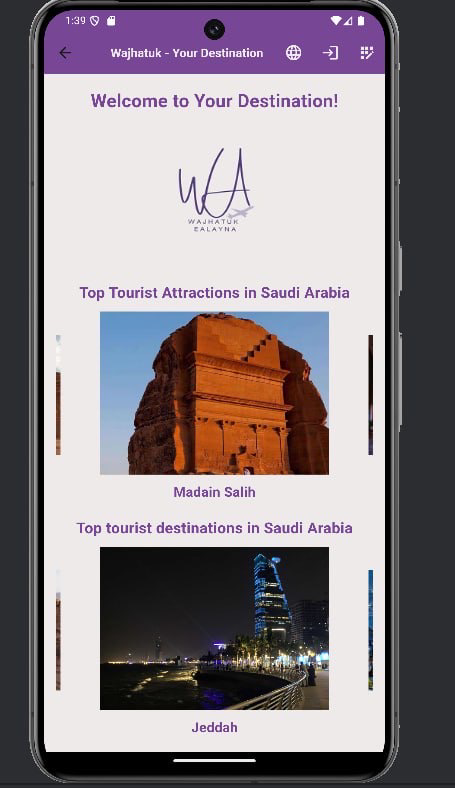 1:39
Wajhatuk - Your Destination
Welcome to Your Destination!
WA
WAJHATUK
EALAYNA
Top Tourist Attractions in Saudi Arabia
Madain Salih
Top tourist destinations in Saudi Arabia
Jeddah